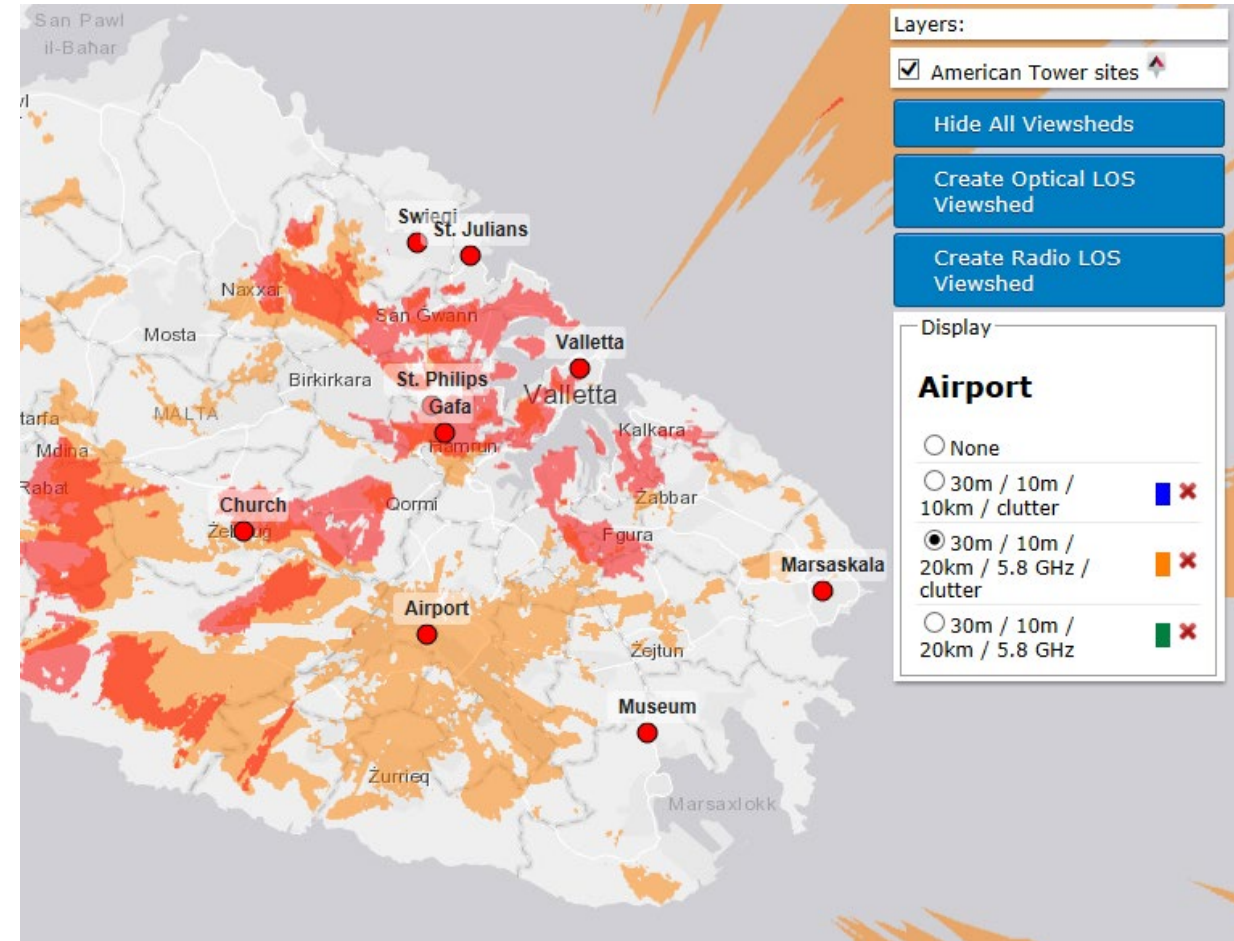 San Pawl
il-Baħar
Layers:
American Tower sites
Hide All Viewsheds
Create Optical LOS
Viewshed
Create Radio LOS
Viewshed
Display
Airport
None
30m / 10m /
10km / clutter
30m / 10m /
20km / 5.8 GHz /
clutter
30m / 10m /
20km / 5.8 GHz
wl
Swieqi
St. Julians
Naxxar
San Ġwann
Mosta
Valletta
Birkirkara
St. Philips
Valletta
Gafa
MALTA
tarfa
Kalkara
Ħamrun
Mdina
Rabat
Church
Qormi
Żabbar
Fgura
Marsaskala
Airport
Żejtun
Museum
Żurrieq
Marsaxlokk